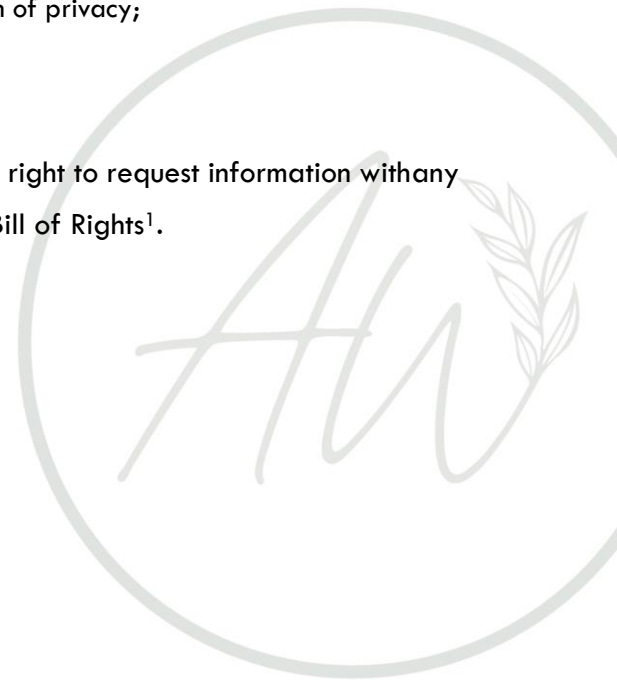 n of privacy;
right to request information withany
Bill of Rights¹.
AW